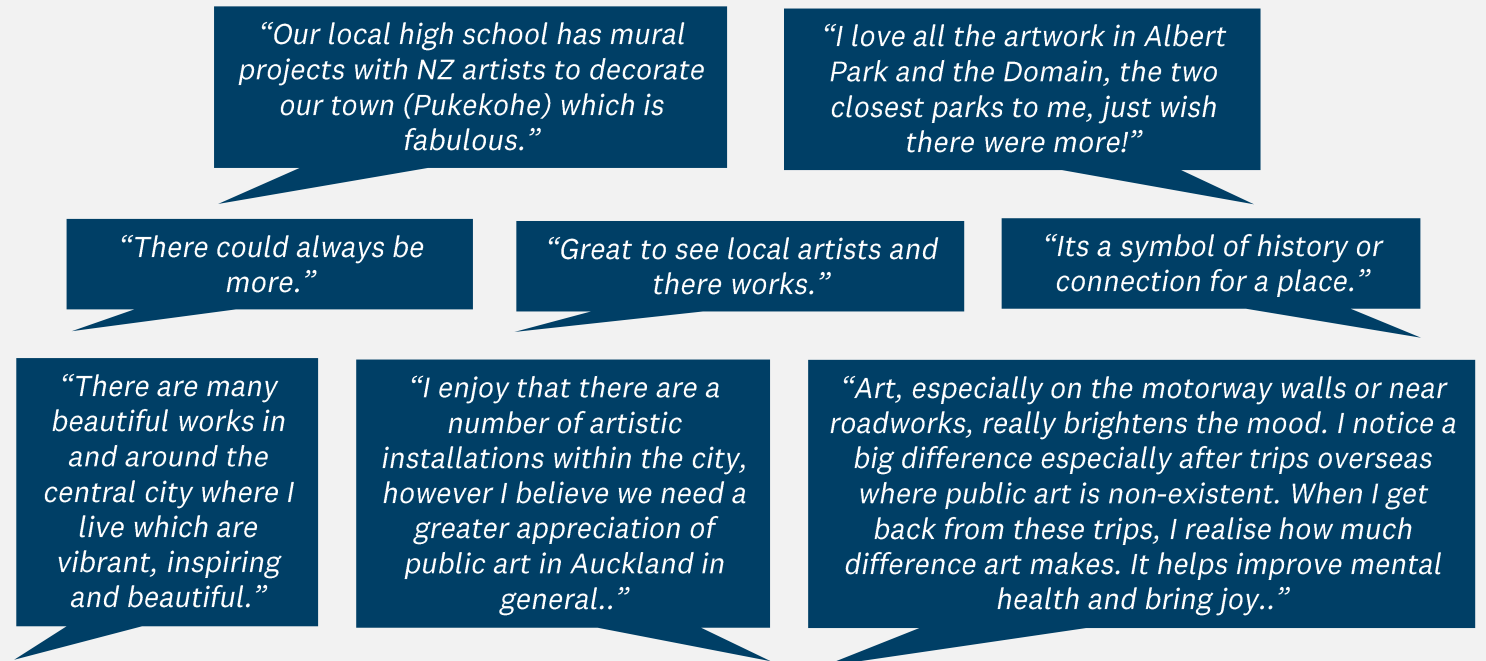 “Our local high school has mural
projects with NZ artists to decorate
our town (Pukekohe) which is
fabulous.”
“I love all the artwork in Albert
Park and the Domain, the two
closest parks to me, just wish
there were more!”
“There could always be
more.”
“Great to see local artists and
there works.”
“Its a symbol of history or
connection for a place.”
“There are many
beautiful works in
and around the
central city where I
live which are
vibrant, inspiring
and beautiful.”
“I enjoy that there are a
number of artistic
installations within the city,
however I believe we need a
greater appreciation of
public art in Auckland in
general..”
“Art, especially on the motorway walls or near
roadworks, really brightens the mood. I notice a
big difference especially after trips overseas
where public art is non-existent. When I get
back from these trips, I realise how much
difference art makes. It helps improve mental
health and bring joy..”